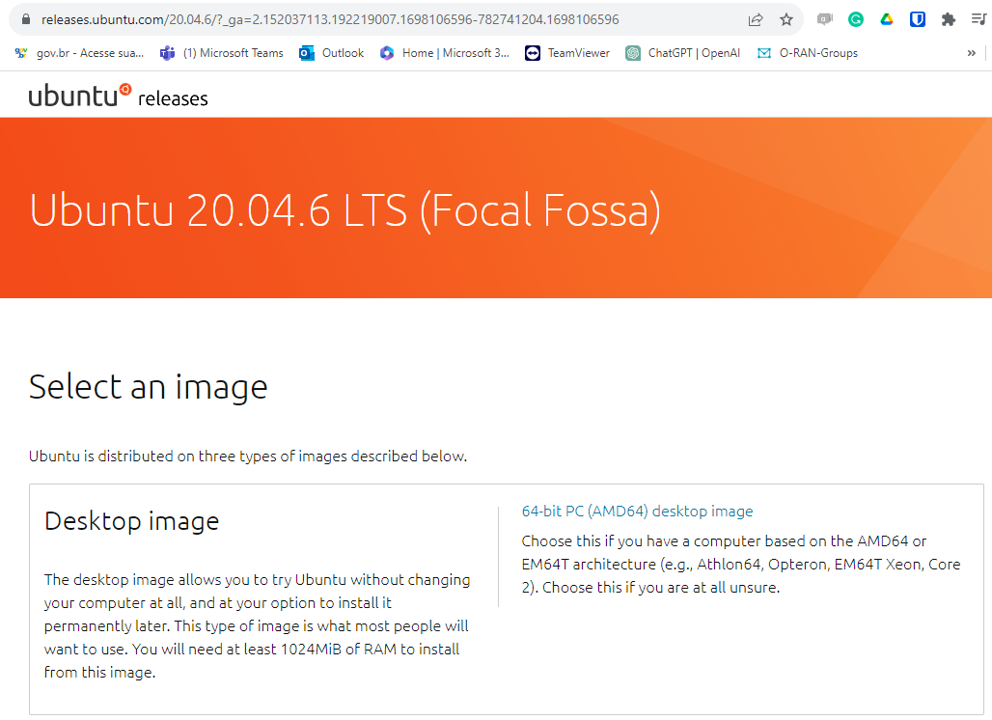 releases.ubuntu.com/20.04.6/?_ga=2.152037113.192219007.1698106596-782741204.1698106596
gov.br - Acesse sua... (1) Microsoft Teams Outlook Home | Microsoft 3... TeamViewer ChatGPT | OpenAI O-RAN-Groups »
ubuntu releases
Ubuntu 20.04.6 LTS (Focal Fossa)
Select an image
Ubuntu is distributed on three types of images described below.
Desktop image
The desktop image allows you to try Ubuntu without changing
your computer at all, and at your option to install it
permanently later. This type of image is what most people will
want to use. You will need at least 1024MiB of RAM to install
from this image.
64-bit PC (AMD64) desktop image
Choose this if you have a computer based on the AMD64 or
EM64T architecture (e.g., Athlon64, Opteron, EM64T Xeon, Core
2). Choose this if you are at all unsure.